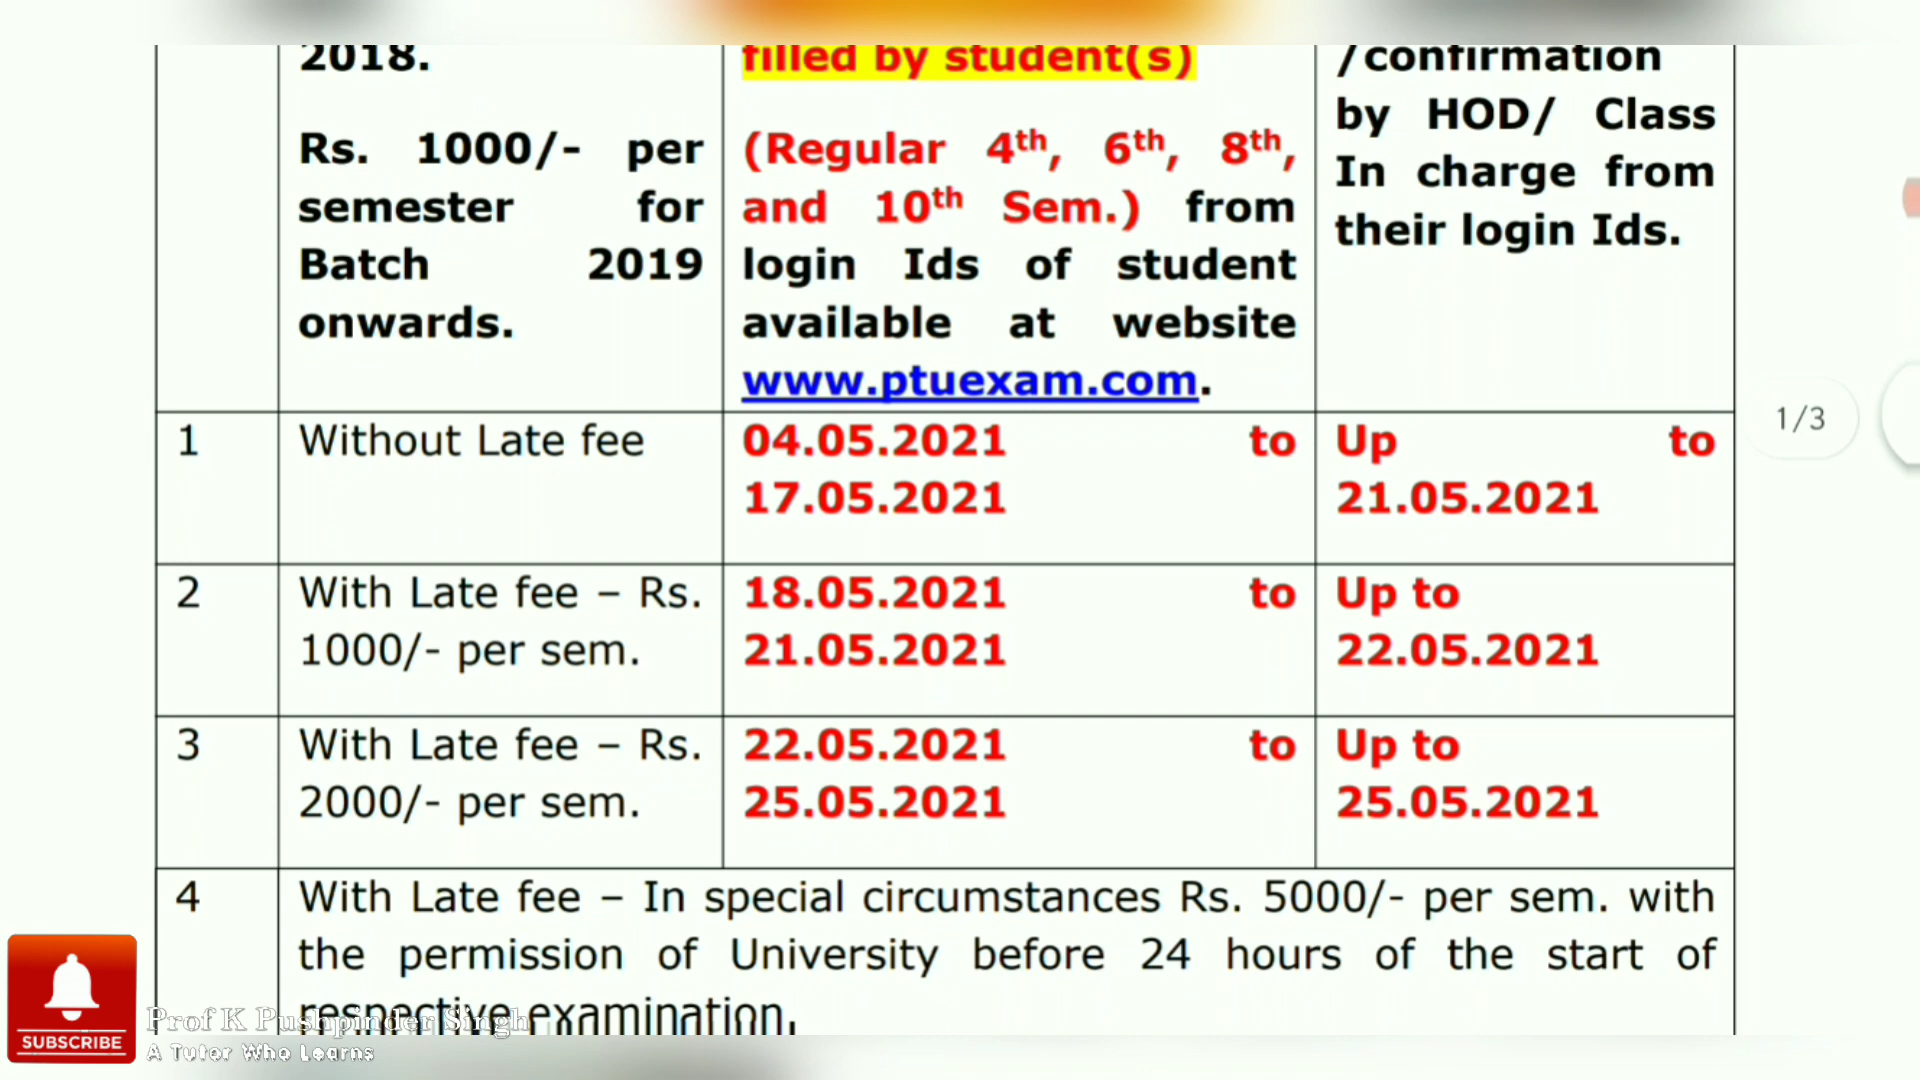 2018.
Rs. 1000/- per
semester for
Batch 2019
onwards.
filled by student(s)
(Regular 4th, 6th, 8th,
and 10th Sem.) from
login Ids of student
available at website
www.ptuexam.com.
/confirmation
by HOD/ Class
In charge from
their login Ids.
1
Without Late fee
04.05.2021 to
17.05.2021
Up to
21.05.2021
2
With Late fee – Rs.
1000/- per sem.
18.05.2021 to
21.05.2021
Up to
22.05.2021
3
With Late fee – Rs.
2000/- per sem.
22.05.2021 to
25.05.2021
Up to
25.05.2021
4
With Late fee – In special circumstances Rs. 5000/- per sem. with
the permission of University before 24 hours of the start of
respective examination.
1/3
SUBSCRIBE
Prof K Pushpinder Singh
A Tutor Who Learns